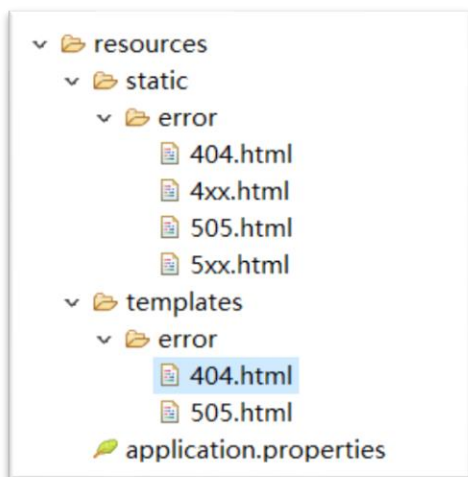 resources
static
error
404.html
4xx.html
505.html
5xx.html
templates
error
404.html
505.html
application.properties